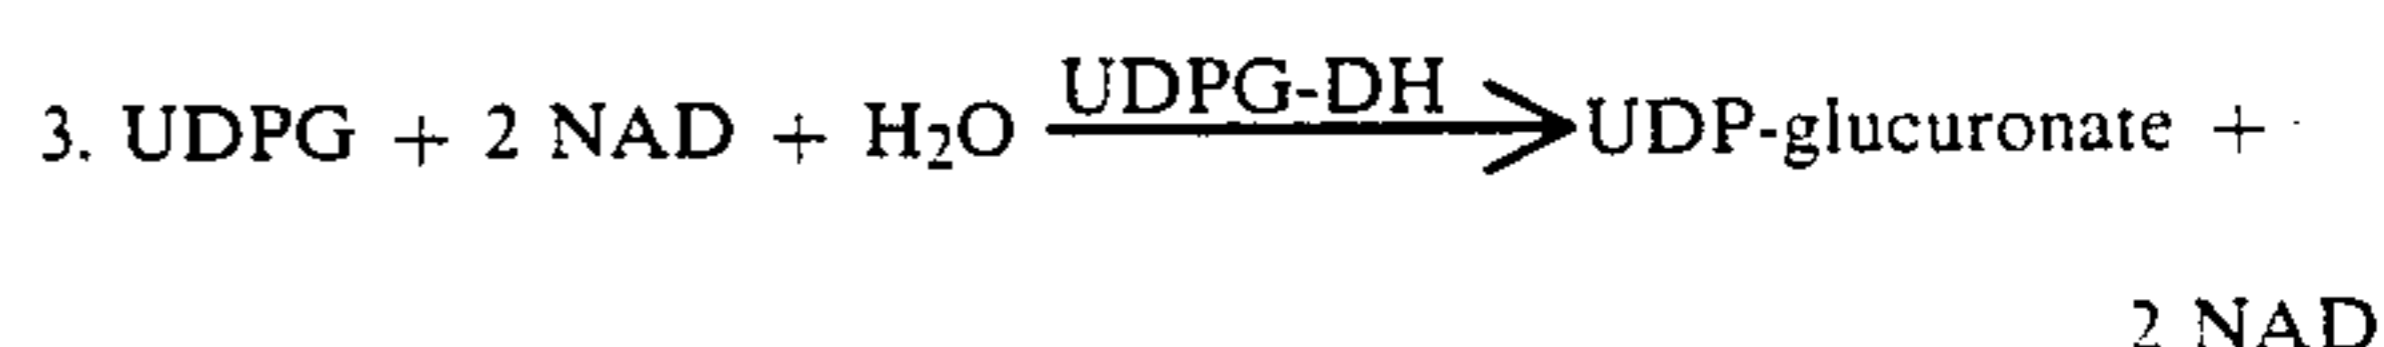 3. UDPG + 2 NAD + H₂O UDPG-DH → UDP-glucuronate +
2 NAD